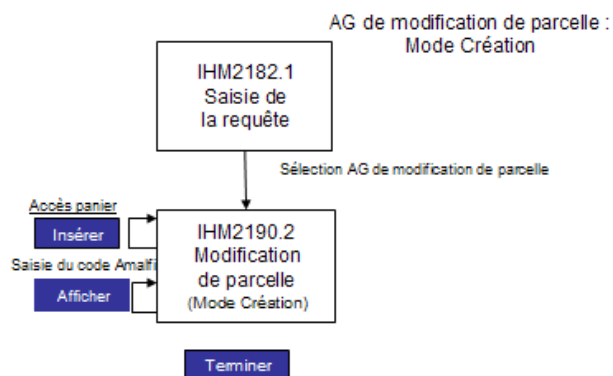 AG de modification de parcelle :
Mode Création
IHM2182.1
Saisie de
la requête
Sélection AG de modification de parcelle
Accès panier
Insérer
Saisie du code Amalfi
Afficher
IHM2190.2
Modification
de parcelle
(Mode Création)
Terminer